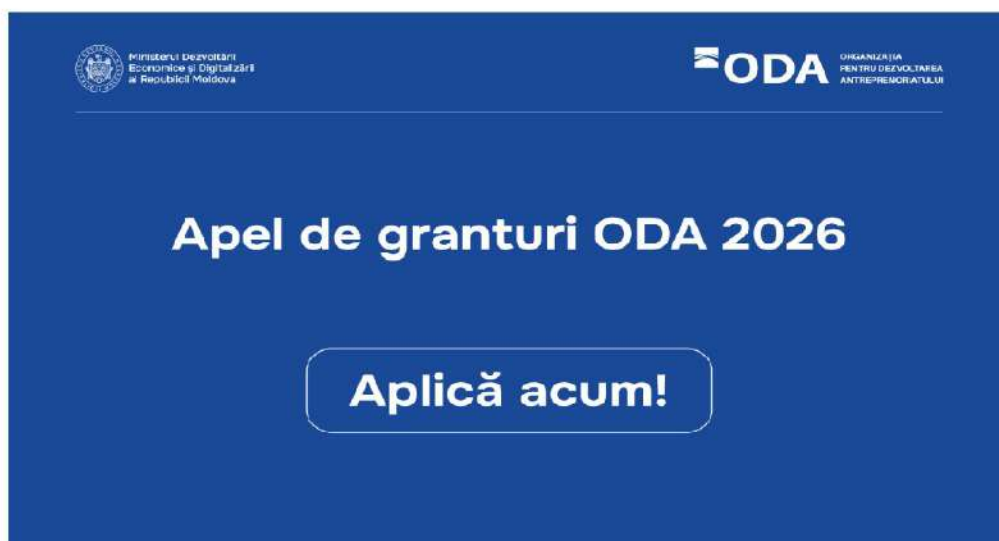 Ministerul Dezvoltării
Economice și Digitalizării
al Republicii Moldova
ODA
ORGANIZAȚIA
PENTRU DEZVOLTAREA
ANTREPRENORIATULUI
Apel de granturi ODA 2026
Aplică acum!